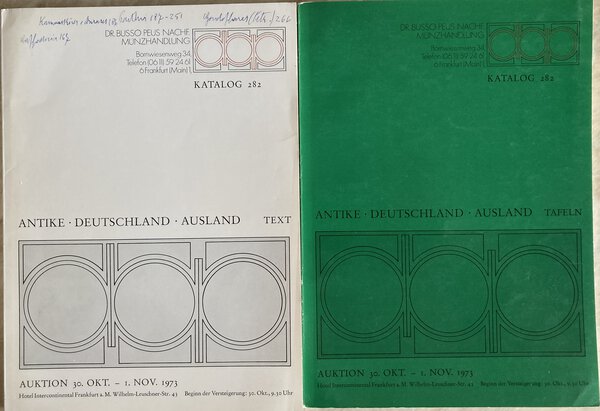 187-251
DR. BUSSO PEUS NACHF.
MÜNZHANDLUNG
Bornwiesenweg 34,
Telefon (06 11) 59 24 61
6 Frankfurt (Main) 1
KATALOG 282
ANTIKE · DEUTSCHLAND · AUSLAND TEXT
AUKTION 30. OKT. – 1. NOV. 1973
Hotel Intercontinental Frankfurt a. M. Wilhelm-Leuschner-Str. 43 Beginn der Versteigerung: 30. Okt., 9.30 Uhr
DR. BUSSO PEUS NACHF.
MÜNZHANDLUNG
Bornwiesenweg 34,
Telefon (06 11) 59 24 61
6 Frankfurt (Main) 1
KATALOG 282
ANTIKE · DEUTSCHLAND · AUSLAND TAFELN
AUKTION 30. OKT. – 1. NOV. 1973
Hotel Intercontinental Frankfurt a. M. Wilhelm-Leuschner-Str. 43 Beginn der Versteigerung: 30. Okt., 9.30 Uhr